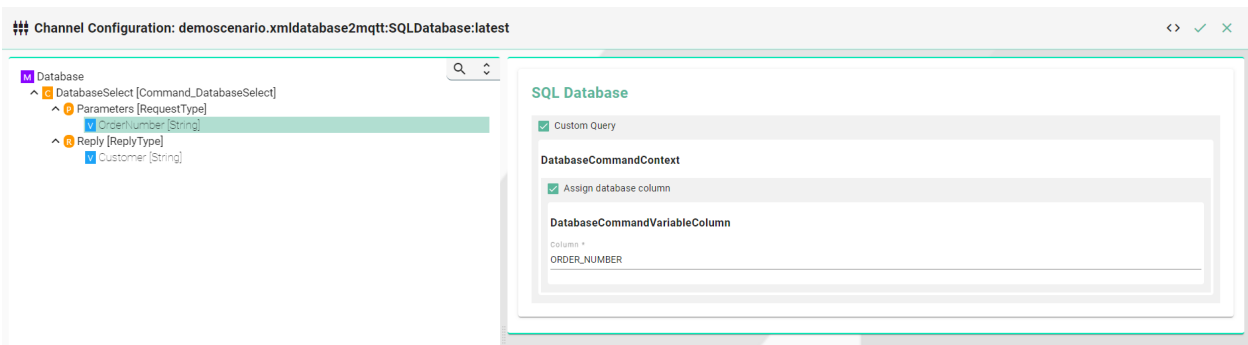 Channel Configuration: demoscenario.xmldatabase2mqtt:SQLDatabase:latest
M Database
C DatabaseSelect [Command_DatabaseSelect]
P Parameters [RequestType]
V OrderNumber [String]
R Reply [ReplyType]
V Customer [String]
SQL Database
Custom Query
DatabaseCommandContext
Assign database column
DatabaseCommandVariableColumn
Column *
ORDER_NUMBER